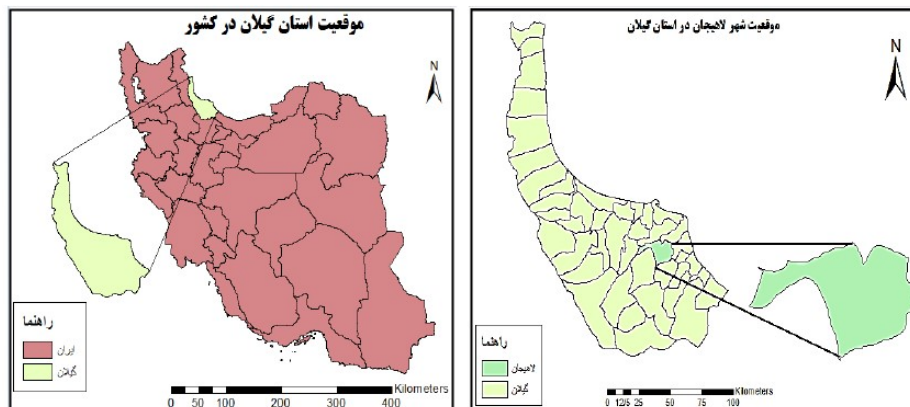 موقعیت استان گیلان در کشور
N
راهنما
ایران
گیلان
Kilometers
0 50 100 200 300 400
موقعیت شهر لاهیجان در استان گیلان
N
راهنما
لاهیجان
گیلان
Kilometers
0 12/5 25 50 75 100